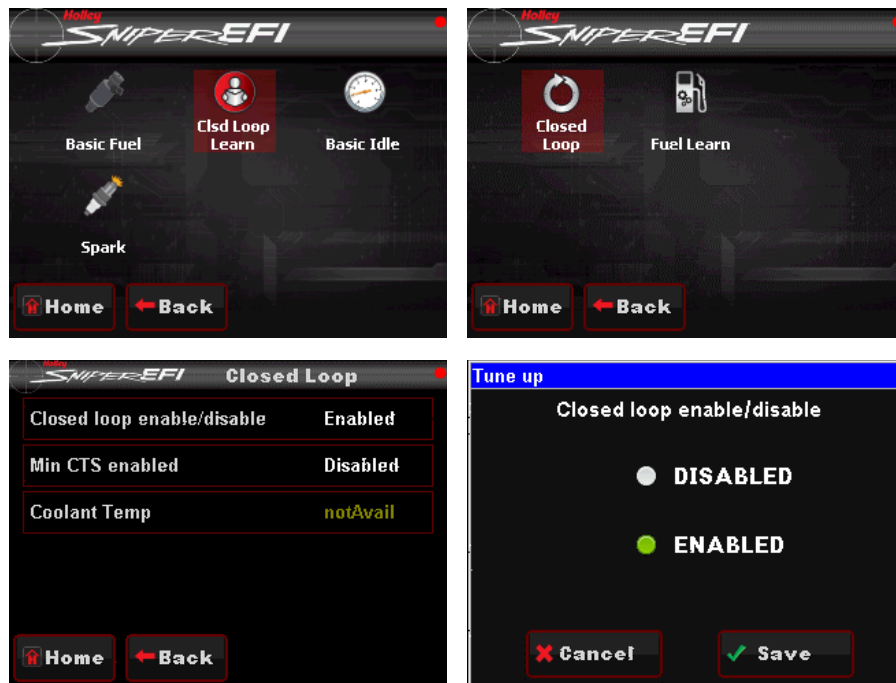 Holley
SNIPER EFI
Basic Fuel
Clsd Loop
Learn
Basic Idle
Spark
Home
Back
Holley
SNIPER EFI
Closed
Loop
Fuel Learn
Home
Back
Holley
SNIPER EFI Closed Loop
Closed loop enable/disable Enabled
Min CTS enabled Disabled
Coolant Temp notAvail
Home
Back
Tune up
Closed loop enable/disable
DISABLED
ENABLED
Cancel
Save